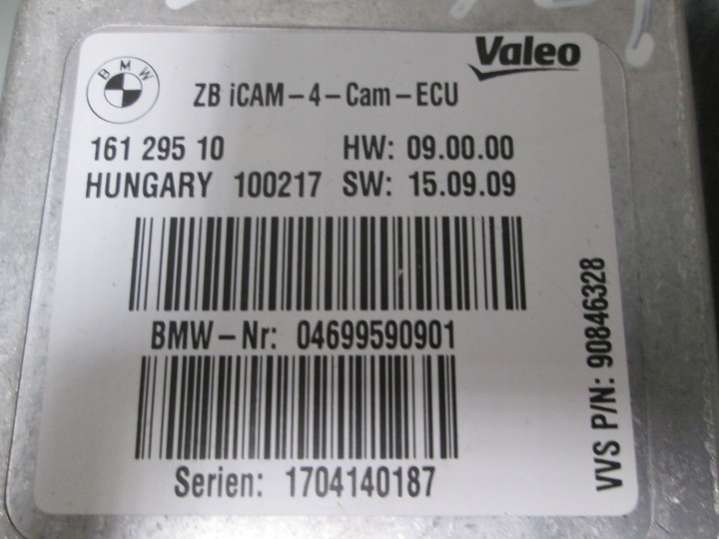 BMW
Valeo
ZB iCAM-4-Cam-ECU
161 295 10 HW: 09.00.00
HUNGARY 100217 SW: 15.09.09
BMW-Nr: 04699590901
Serien: 1704140187
VVS P/N: 90846328